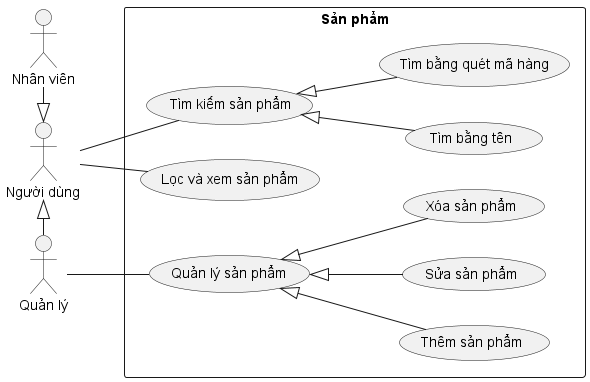 Sản phẩm
Nhân viên
Người dùng
Quản lý
Tìm kiếm sản phẩm
Tìm bằng quét mã hàng
Tìm bằng tên
Lọc và xem sản phẩm
Quản lý sản phẩm
Xóa sản phẩm
Sửa sản phẩm
Thêm sản phẩm